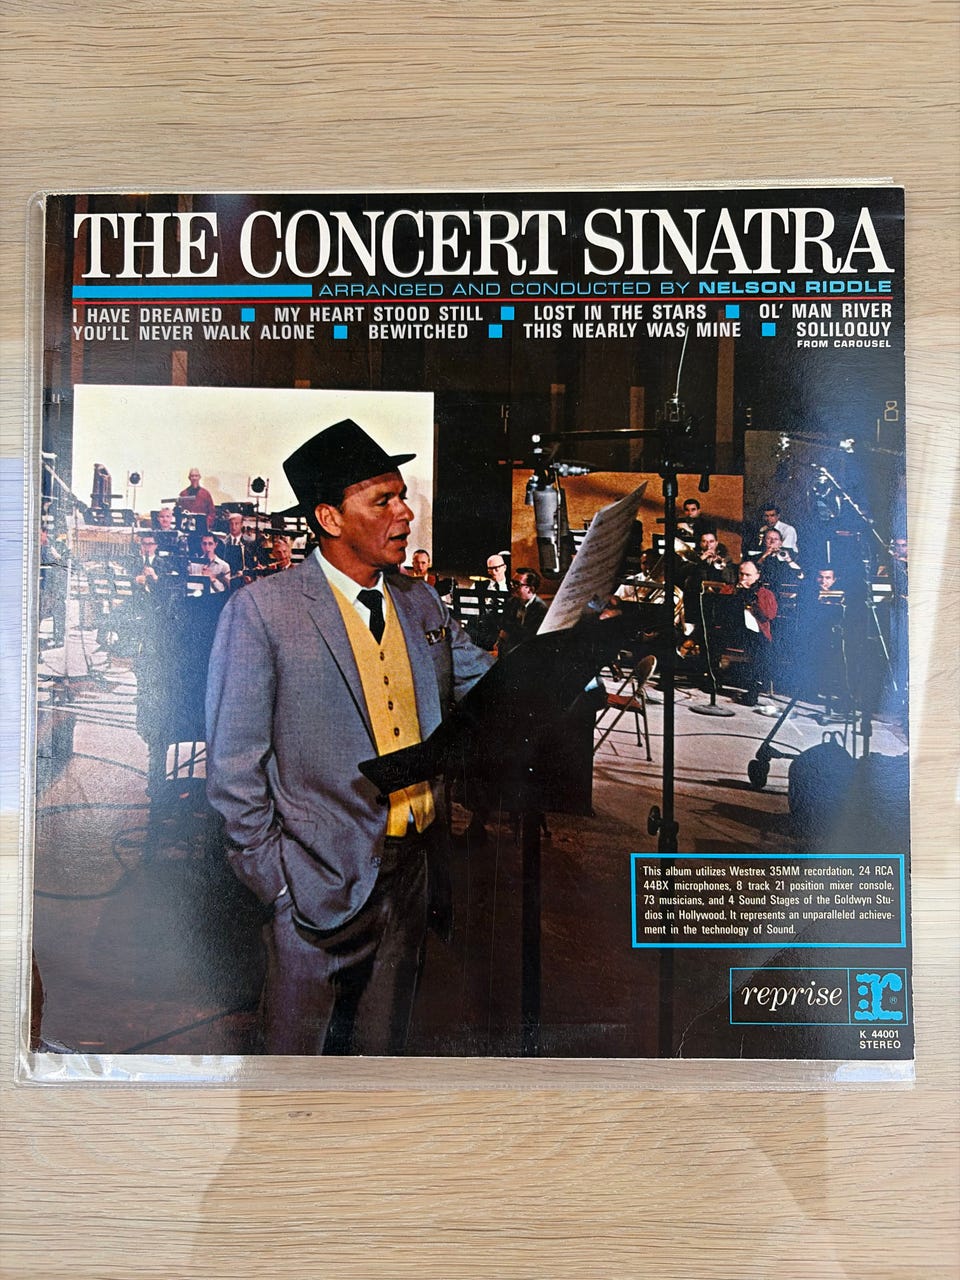 THE CONCERT SINATRA
ARRANGED AND CONDUCTED BY NELSON RIDDLE
I HAVE DREAMED MY HEART STOOD STILL LOST IN THE STARS OL' MAN RIVER
YOU'LL NEVER WALK ALONE BEWITCHED THIS NEARLY WAS MINE SOLILOQUY
FROM CAROUSEL
This album utilizes Westrex 35MM recordation, 24 RCA
44BX microphones, 8 track 21 position mixer console,
73 musicians, and 4 Sound Stages of the Goldwyn Stu-
dios in Hollywood. It represents an unparalleled achieve-
ment in the technology of Sound.
reprise r ®
K 44001
STEREO